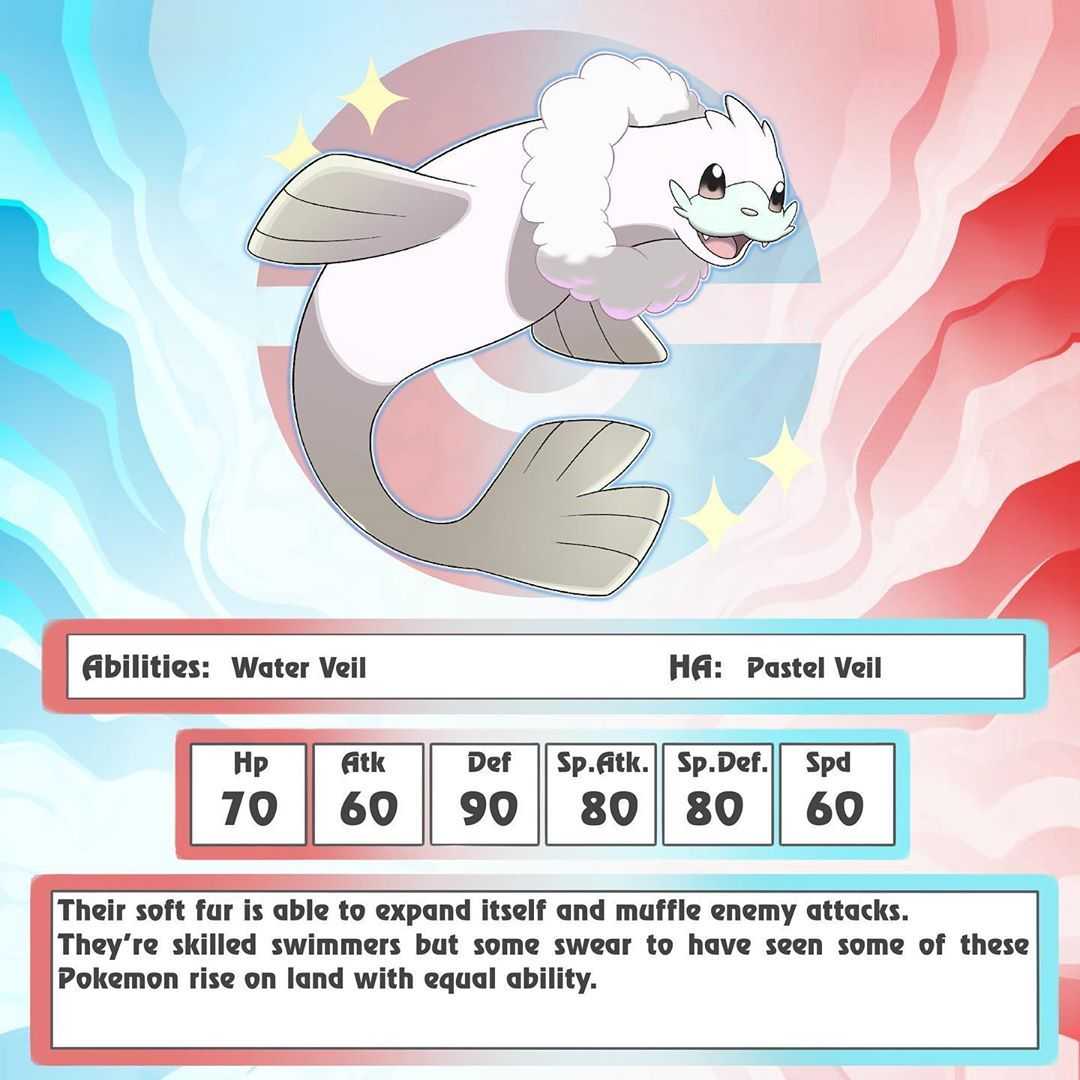 Abilities: Water Veil HA: Pastel Veil
Hp Atk Def Sp.Atk. Sp.Def. Spd
70 60 90 80 80 60
Their soft fur is able to expand itself and muffle enemy attacks.
They're skilled swimmers but some swear to have seen some of these
Pokemon rise on land with equal ability.